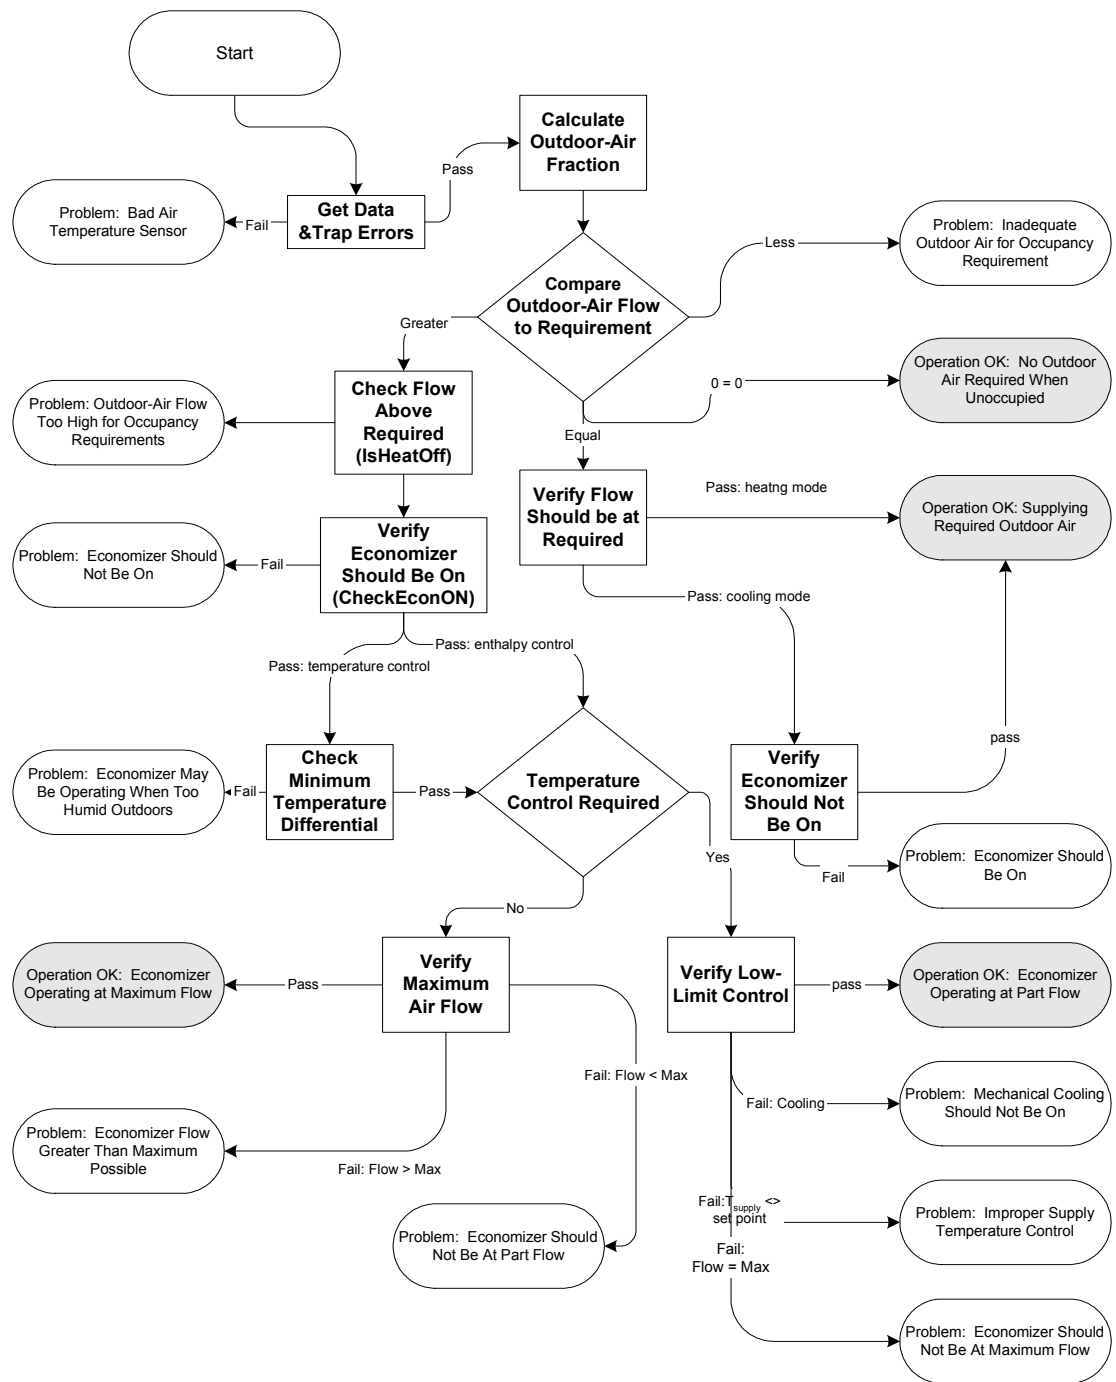 Start
Calculate
Outdoor-Air
Fraction
Pass
Problem: Bad Air
Temperature Sensor
Fail
Get Data
&Trap Errors
Less
Problem: Inadequate
Outdoor Air for Occupancy
Requirement
Compare
Outdoor-Air Flow
to Requirement
Greater
Operation OK: No Outdoor
Air Required When
Unoccupied
0 = 0
Check Flow
Above
Required
(IsHeatOff)
Problem: Outdoor-Air Flow
Too High for Occupancy
Requirements
Equal
Verify Flow
Should be at
Required
Pass: heatng mode
Operation OK: Supplying
Required Outdoor Air
Verify
Economizer
Should Be On
(CheckEconON)
Problem: Economizer Should
Not Be On
Fail
Pass: cooling mode
Pass: enthalpy control
Pass: temperature control
pass
Problem: Economizer May
Be Operating When Too
Humid Outdoors
Fail
Check
Minimum
Temperature
Differential
Pass
Temperature
Control Required
Verify
Economizer
Should Not
Be On
Yes
Fail
Problem: Economizer Should
Be On
No
Operation OK: Economizer
Operating at Maximum Flow
Pass
Verify
Maximum
Air Flow
Verify Low-
Limit Control
pass
Operation OK: Economizer
Operating at Part Flow
Fail: Flow < Max
Fail: Cooling
Problem: Mechanical Cooling
Should Not Be On
Problem: Economizer Flow
Greater Than Maximum
Possible
Fail: Flow > Max
Problem: Economizer Should
Not Be At Part Flow
Fail:Tsupply <>
set point
Problem: Improper Supply
Temperature Control
Fail:
Flow = Max
Problem: Economizer Should
Not Be At Maximum Flow